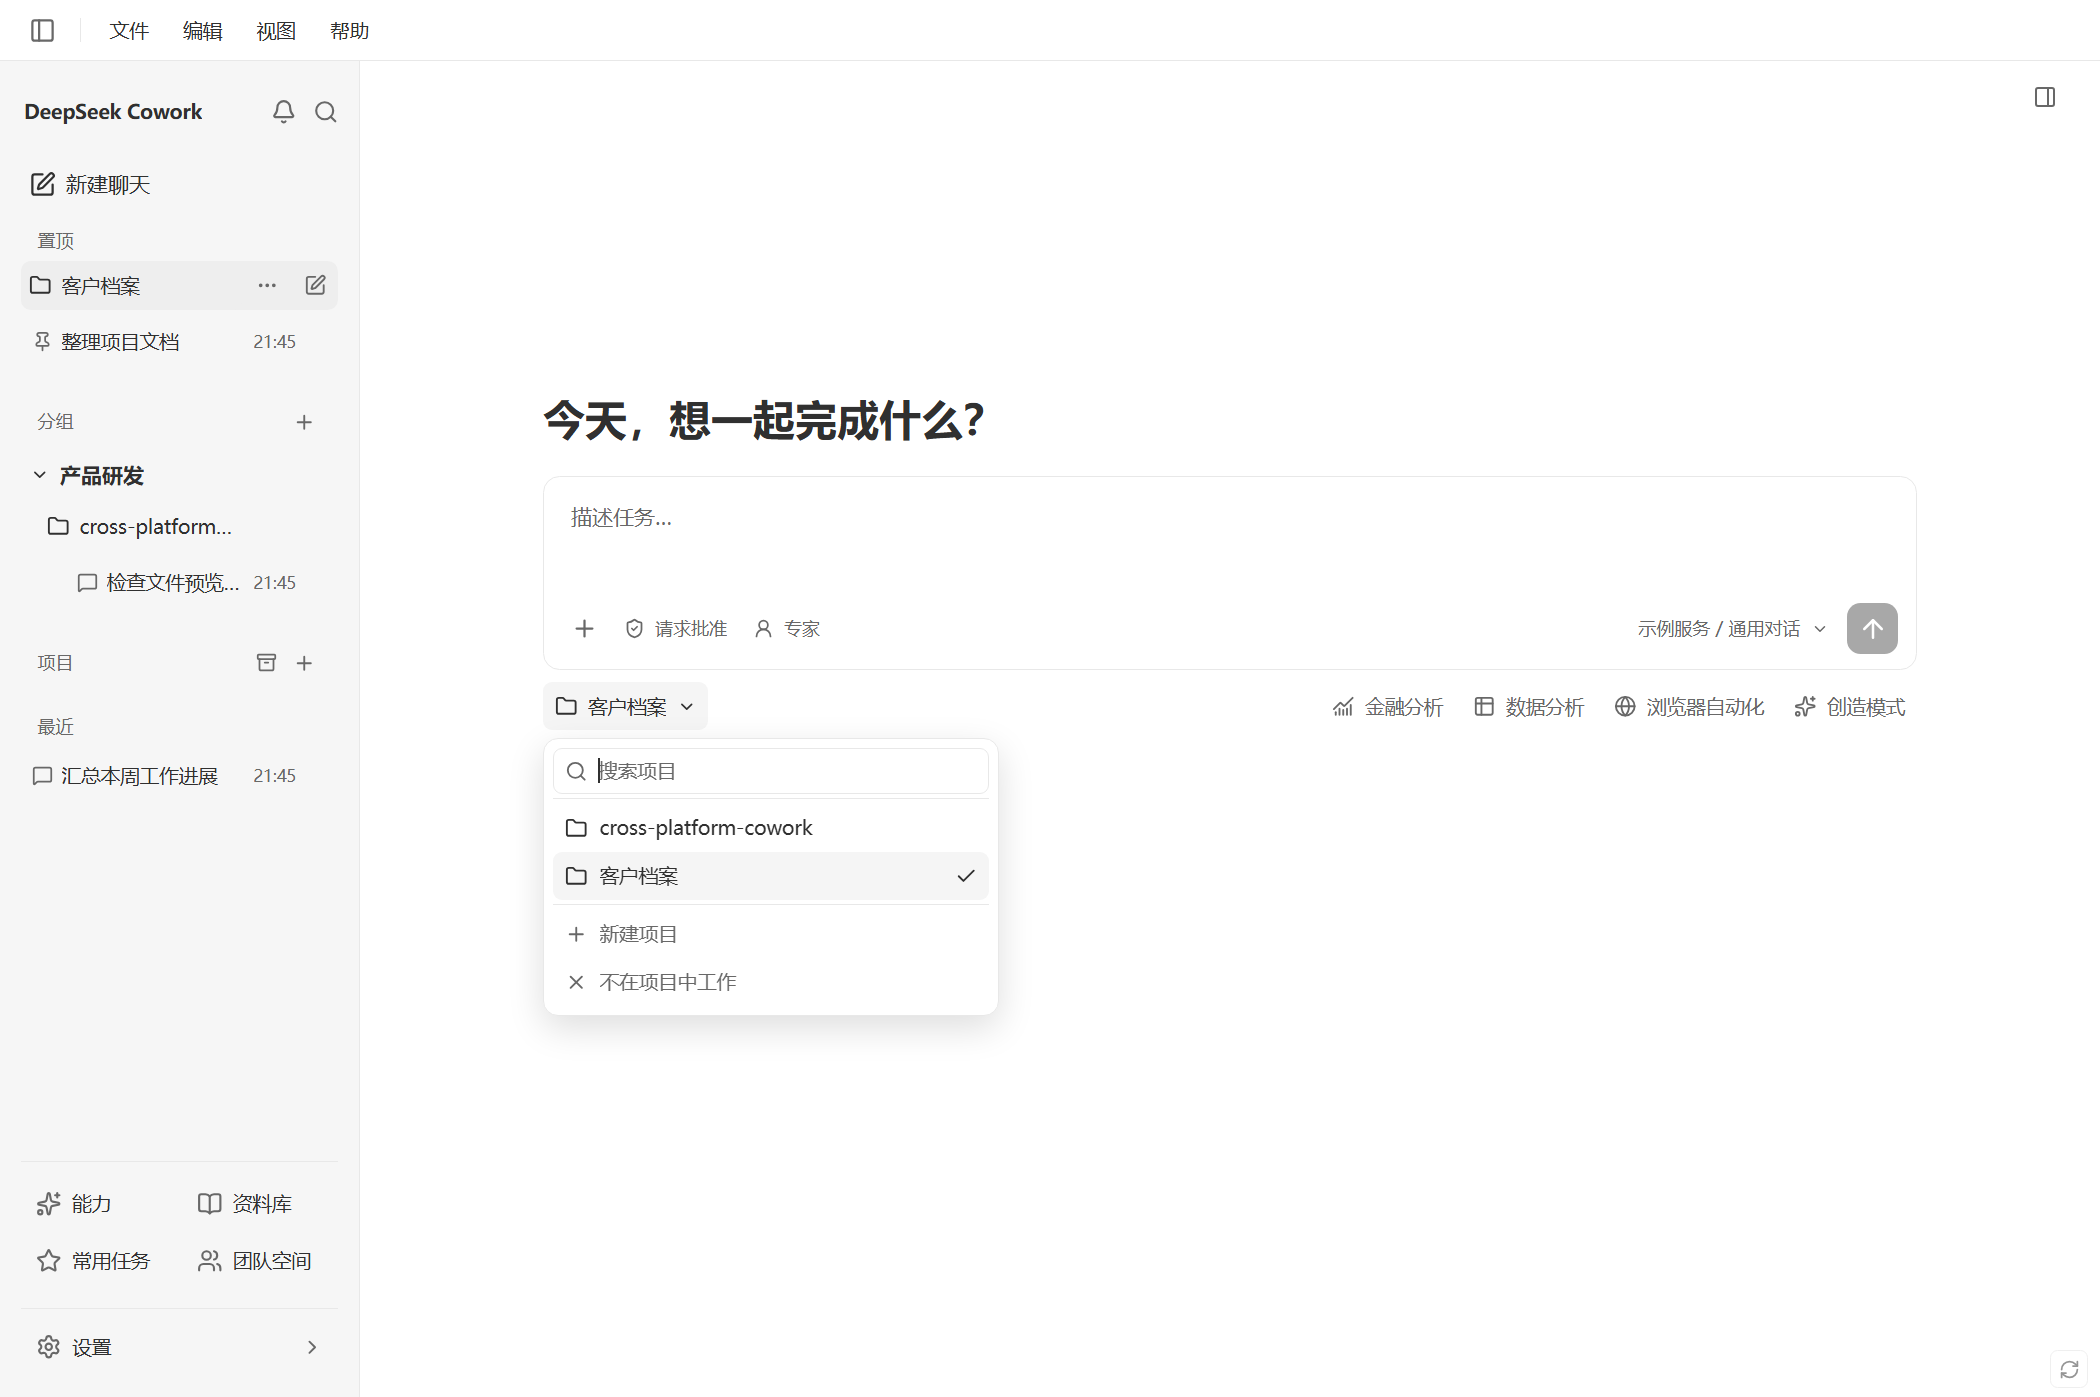 文件 编辑 视图 帮助
DeepSeek Cowork
新建聊天
置顶
客户档案
整理项目文档 21:45
分组
产品研发
cross-platform...
检查文件预览... 21:45
项目
最近
汇总本周工作进展 21:45
能力 资料库
常用任务 团队空间
设置
今天，想一起完成什么？
描述任务...
请求批准 专家 示例服务 / 通用对话
客户档案 金融分析 数据分析 浏览器自动化 创造模式
搜索项目
cross-platform-cowork
客户档案
新建项目
不在项目中工作